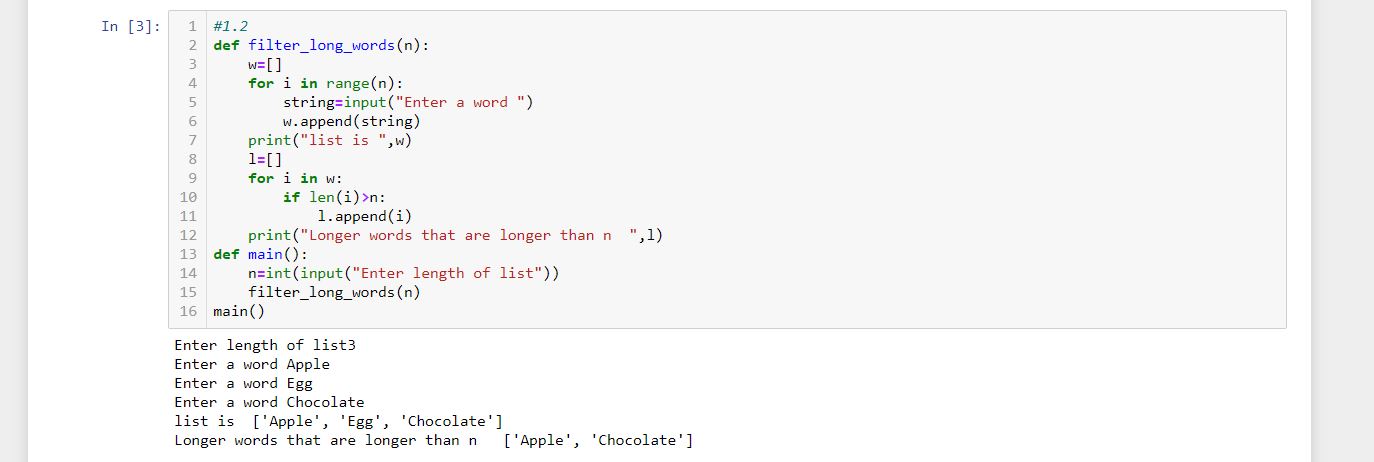 In [3]:
1 #1.2
2 def filter_long_words(n):
3     w=[]
4     for i in range(n):
5         string=input("Enter a word ")
6         w.append(string)
7     print("list is ",w)
8     l=[]
9     for i in w:
10         if len(i)>n:
11             l.append(i)
12     print("Longer words that are longer than n  ",l)
13 def main():
14     n=int(input("Enter length of list"))
15     filter_long_words(n)
16 main()
Enter length of list3
Enter a word Apple
Enter a word Egg
Enter a word Chocolate
list is  ['Apple', 'Egg', 'Chocolate']
Longer words that are longer than n   ['Apple', 'Chocolate']